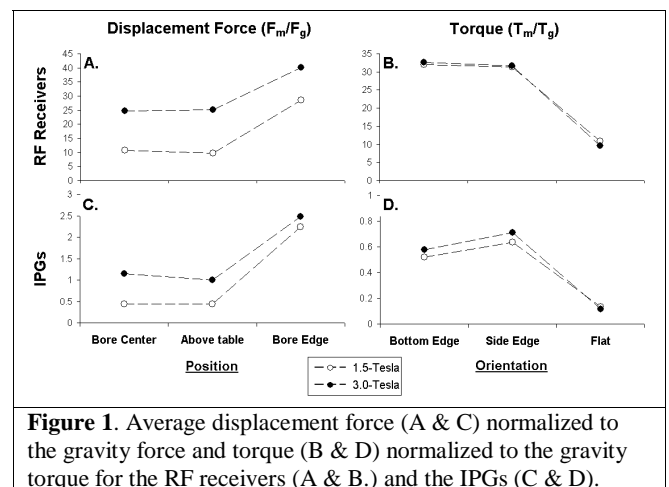 Displacement Force (Fm/Fg)
Torque (Tm/Tg)
RF Receivers
A.
45
40
35
30
25
20
15
10
5
0
B.
35
30
25
20
15
10
5
0
IPGs
C.
3
2.5
2
1.5
1
0.5
0
Bore Center Above table Bore Edge
Position
D.
1
0.8
0.6
0.4
0.2
0
Bottom Edge Side Edge Flat
Orientation
1.5-Tesla
3.0-Tesla
Figure 1. Average displacement force (A & C) normalized to
the gravity force and torque (B & D) normalized to the gravity
torque for the RF receivers (A & B.) and the IPGs (C & D).